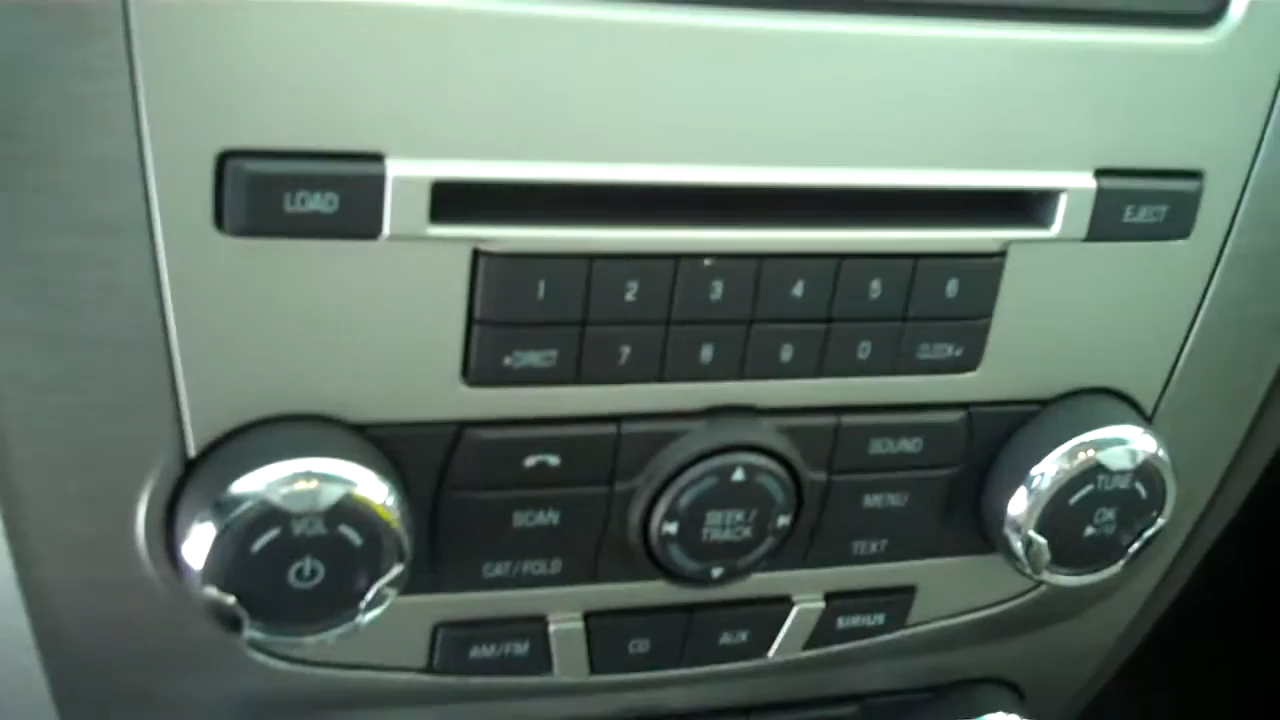 LOAD EJECT
1 2 3 4 5 6
DIRECT 7 8 9 0 CLOCK
VOL SOUND TUNE
SCAN SEEK/ MENU OK
TRACK
CAT/FOLD TEXT
AM/FM CD AUX SIRIUS